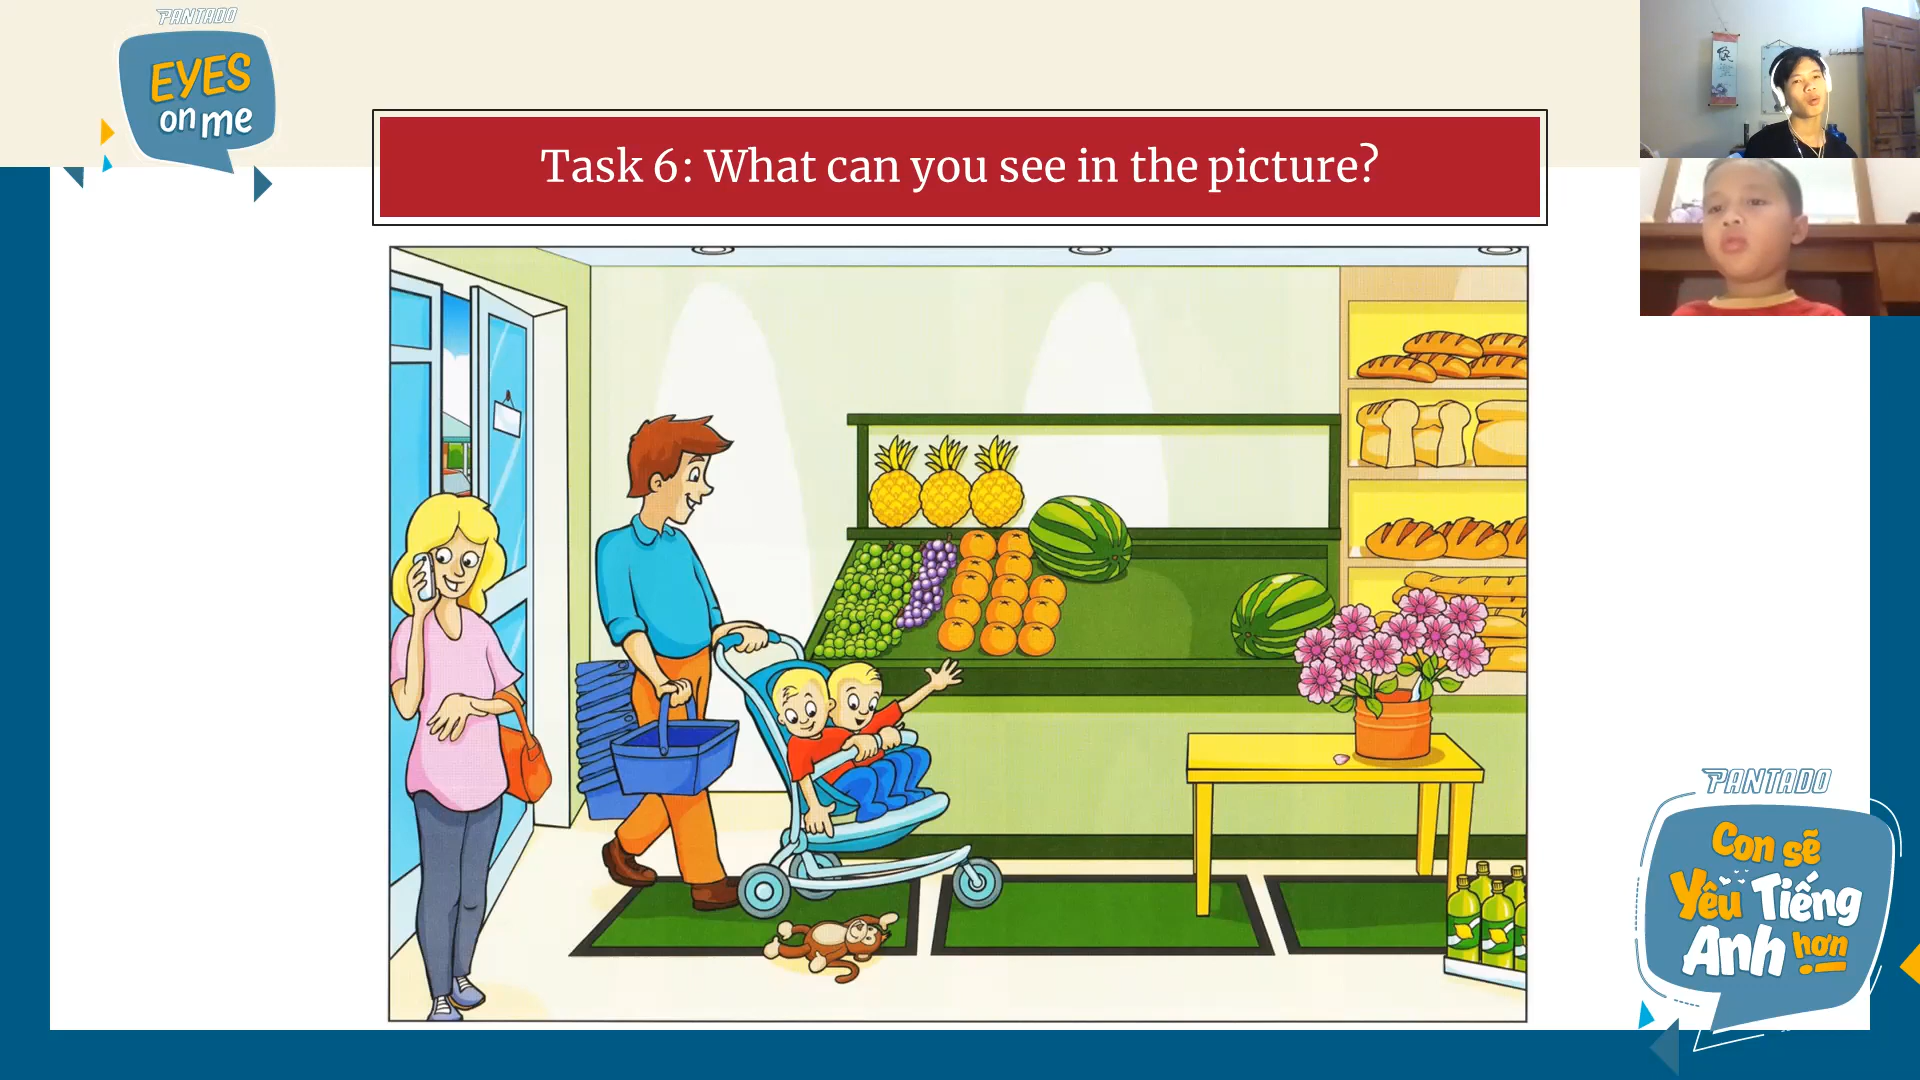 PANTADO
EYES
on me
Task 6: What can you see in the picture?
PANTADO
Con sẽ
Yêu Tiếng
Anh hơn